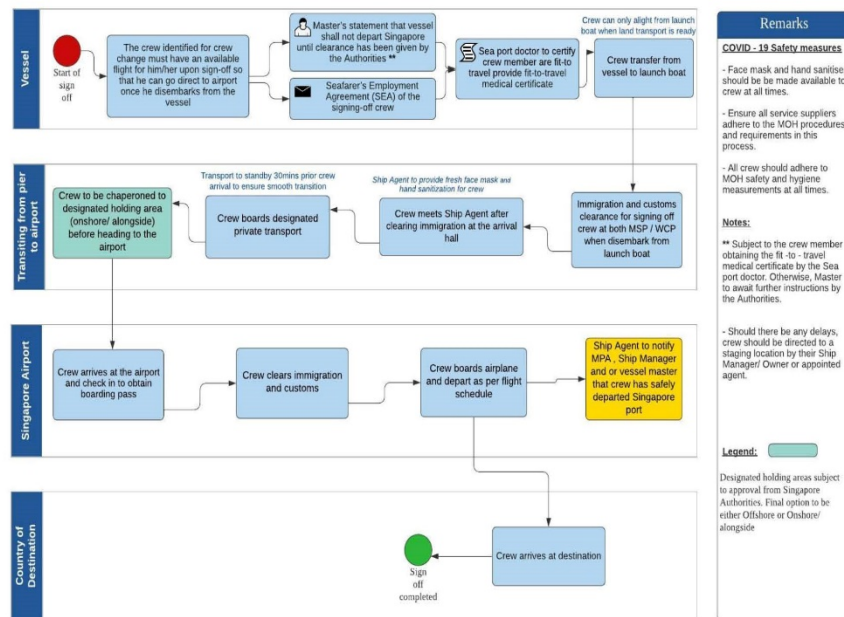 Vessel
Start of
sign
off
The crew identified for crew
change must have an available
flight for him/her upon sign-off so
that he can go direct to airport
once he disembarks from the
vessel
Master's statement that vessel
shall not depart Singapore
until clearance has been given
by the Authorities **
Seafarer's Employment
Agreement (SEA) of the
signing-off crew
Sea port doctor to certify
crew member are fit-to
travel provide fit-to-travel
medical certificate
Crew can only alight from launch
boat when land transport is ready
Crew transfer from
vessel to launch boat
Transiting from pier
to airport
Crew to be chaperoned to
designated holding area
(onshore/ alongside)
before heading to the
airport
Transport to standby 30mins prior crew
arrival to ensure smooth transition
Crew boards designated
private transport
Ship Agent to provide fresh face mask and
hand sanitization for crew
Crew meets Ship Agent after
clearing immigration at the arrival
hall
Immigration and customs
clearance for signing off
crew at both MSP / WCP
when disembark from
launch boat
Singapore Airport
Crew arrives at the airport
and check in to obtain
boarding pass
Crew clears immigration
and customs
Crew boards airplane
and depart as per flight
schedule
Ship Agent to notify
MPA , Ship Manager
and or vessel master
that crew has safely
departed Singapore
port
Country of
Destination
Sign
off
completed
Crew arrives at destination
Remarks
COVID - 19 Safety measures
- Face mask and hand sanitise
should be be made available to
crew at all times.
- Ensure all service suppliers
adhere to the MOH procedures
and requirements in this
process.
- All crew should adhere to
MOH safety and hygiene
measurements at all times.
Notes:
** Subject to the crew member
obtaining the fit -to - travel
medical certificate by the Sea
port doctor. Otherwise, Master
to await further instructions by
the Authorities.
- Should there be any delays,
crew should be directed to a
staging location by their Ship
Manager/ Owner or appointed
agent.
Legend:
Designated holding areas subject
to approval from Singapore
Authorities. Final option to be
either Offshore or Onshore/
alongside